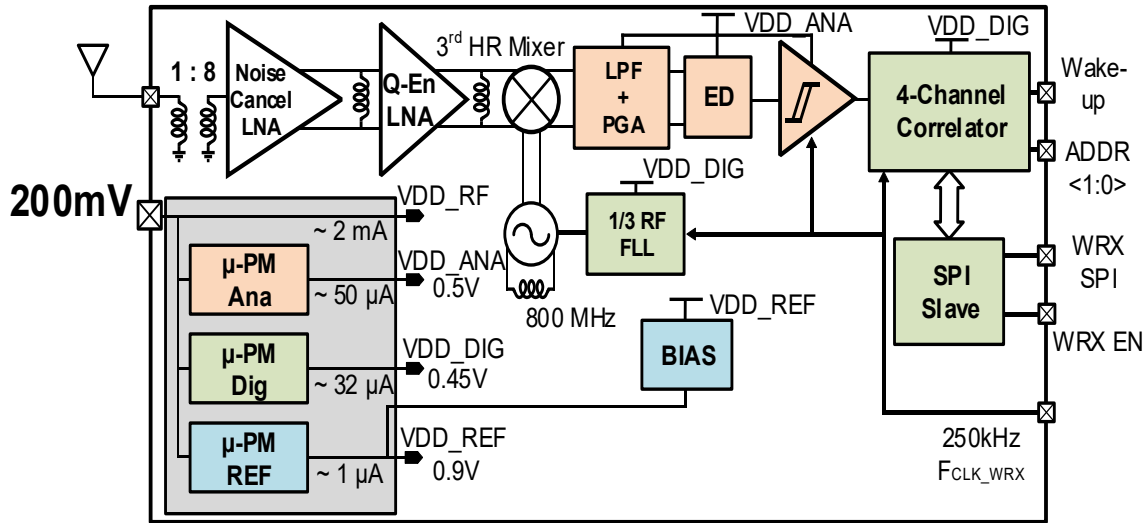 3rd HR Mixer
VDD_ANA
VDD_DIG
1 : 8
Noise
Cancel
LNA
Q-En
LNA
LPF
+
PGA
ED
4-Channel
Correlator
Wake-
up
ADDR
<1:0>
200mV
VDD_RF
~ 2 mA
μ-PM
Ana
VDD_ANA
0.5V
~ 50 μA
μ-PM
Dig
VDD_DIG
0.45V
~ 32 μA
μ-PM
REF
VDD_REF
0.9V
~ 1 μA
800 MHz
VDD_DIG
1/3 RF
FLL
VDD_REF
BIAS
SPI
Slave
WRX
SPI
WRX EN
250kHz
FCLK_WRX